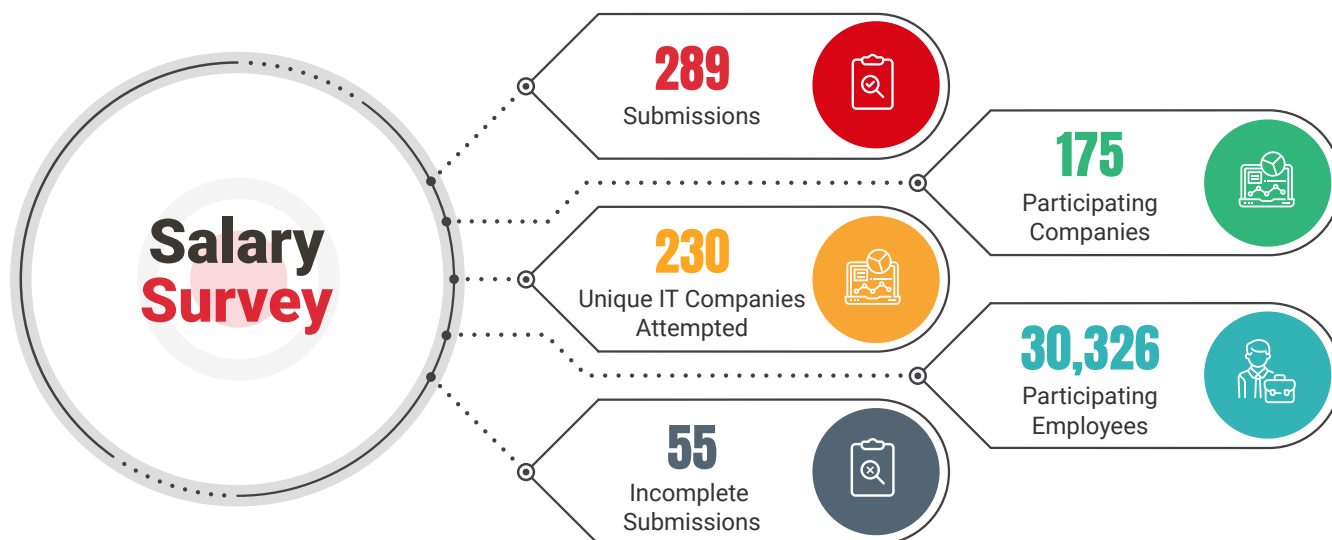 Salary
Survey
289
Submissions
175
Participating
Companies
230
Unique IT Companies
Attempted
30,326
Participating
Employees
55
Incomplete
Submissions